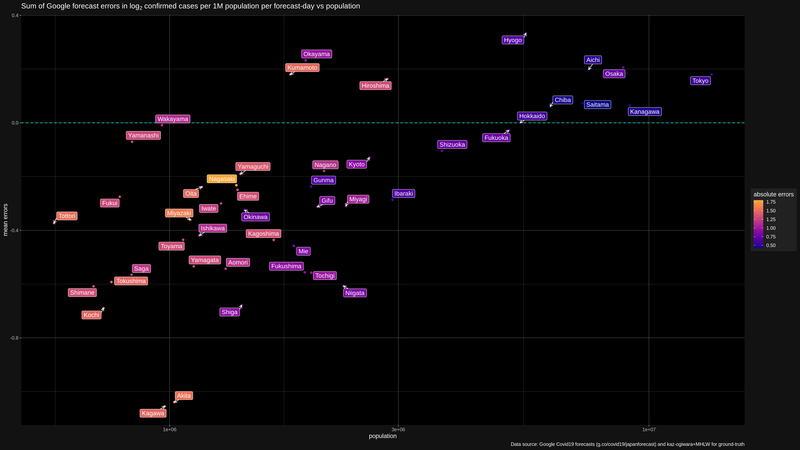 Sum of Google forecast errors in log₂ confirmed cases per 1M population per forecast-day vs population
0.4
Hyogo
Okayama
Aichi
Kumamoto
Osaka
Tokyo
Hiroshima
Chiba
Saitama
Kanagawa
Hokkaido
Wakayama
0.0
Yamanashi
Fukuoka
Shizuoka
Yamaguchi
Nagano
Kyoto
Nagasaki
Gunma
Oita
Ehime
Ibaraki
Fukui
Iwate
Gifu
Miyagi
Tottori
Miyazaki
Okinawa
Ishikawa
-0.4
Kagoshima
Toyama
Mie
Yamagata
Aomori
Saga
Fukushima
Tochigi
Tokushima
Shimane
Niigata
Kochi
Shiga
-0.8
Akita
Kagawa
mean errors
absolute errors
1.75
1.50
1.25
1.00
0.75
0.50
1e+06
3e+06
1e+07
population
Data source: Google Covid19 forecasts (g.co/covid19/japanforecast) and kaz-ogiwara+MHLW for ground-truth